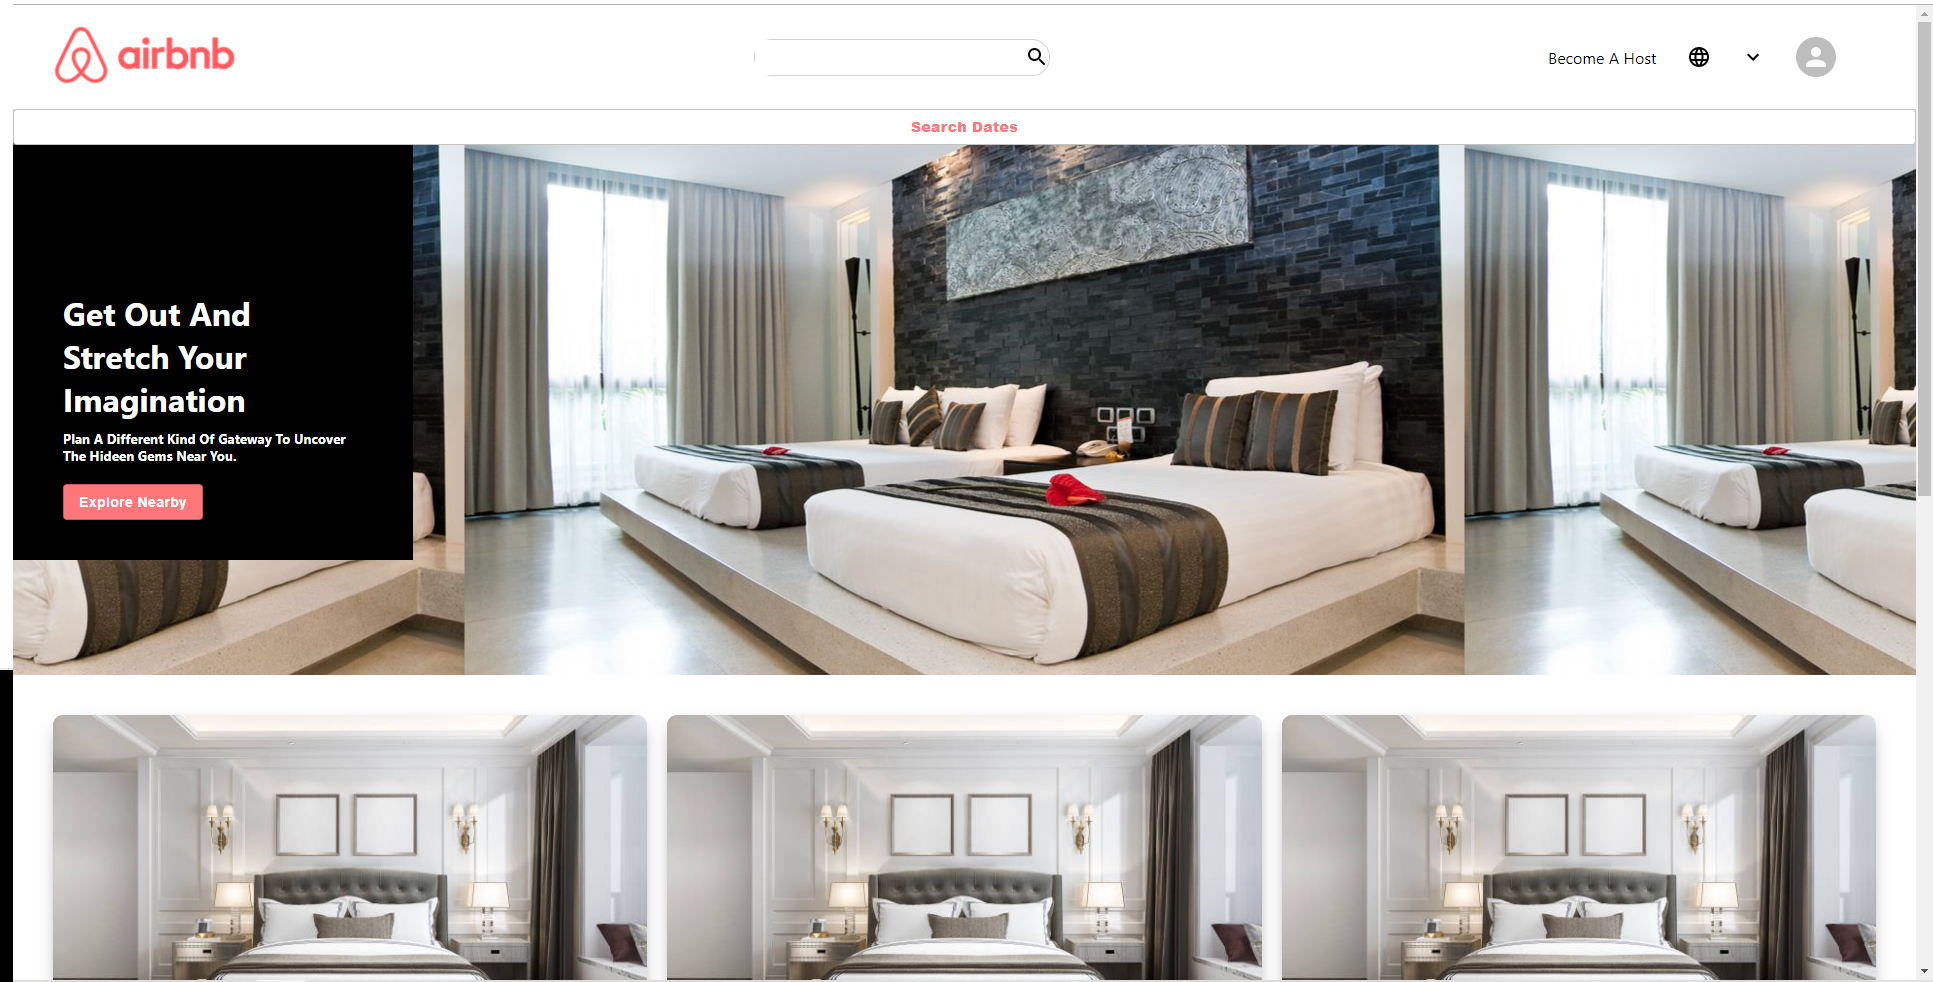 airbnb
Become A Host
Search Dates
Get Out And
Stretch Your
Imagination
Plan A Different Kind Of Gateway To Uncover
The Hideen Gems Near You.
Explore Nearby